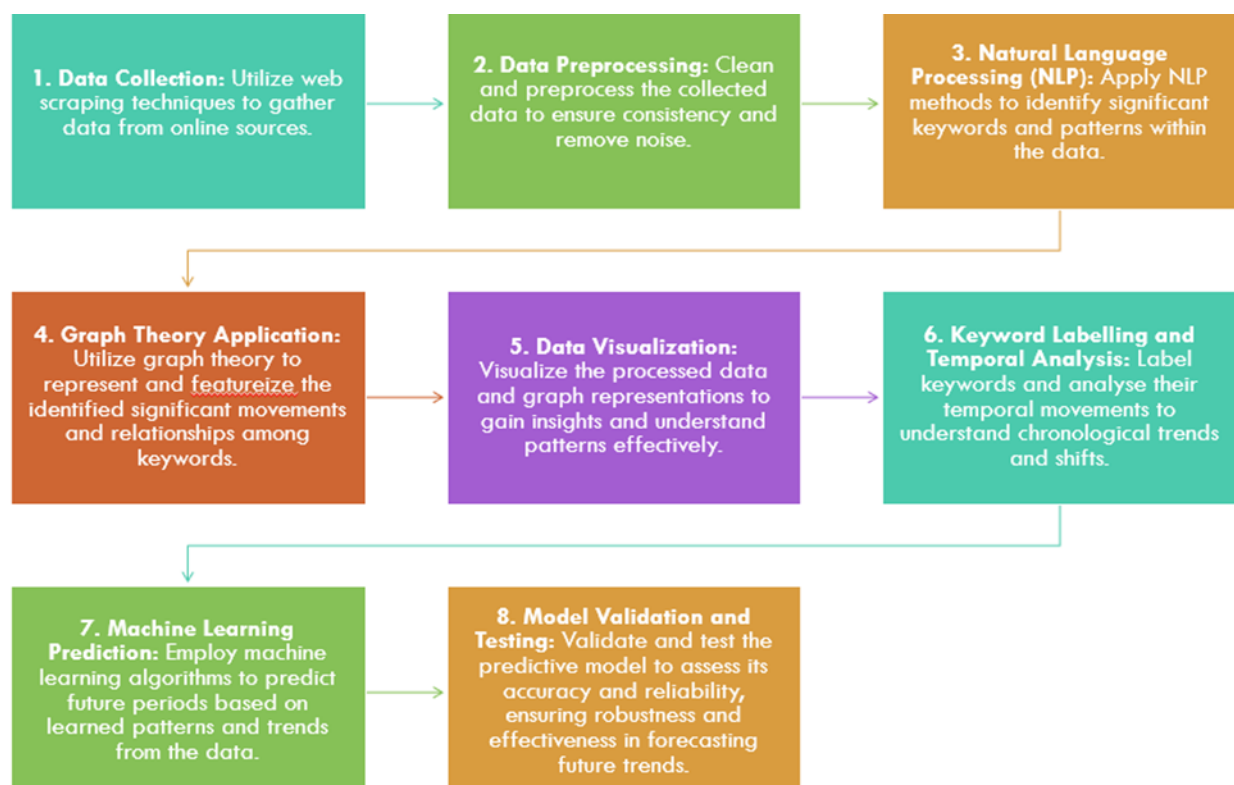 1. Data Collection: Utilize web
scraping techniques to gather
data from online sources.
2. Data Preprocessing: Clean
and preprocess the collected
data to ensure consistency and
remove noise.
3. Natural Language
Processing (NLP): Apply NLP
methods to identify significant
keywords and patterns within
the data.
4. Graph Theory Application:
Utilize graph theory to
represent and featureize the
identified significant movements
and relationships among
keywords.
5. Data Visualization:
Visualize the processed data
and graph representations to
gain insights and understand
patterns effectively.
6. Keyword Labelling and
Temporal Analysis: Label
keywords and analyse their
temporal movements to
understand chronological trends
and shifts.
7. Machine Learning
Prediction: Employ machine
learning algorithms to predict
future periods based on
learned patterns and trends
from the data.
8. Model Validation and
Testing: Validate and test the
predictive model to assess its
accuracy and reliability,
ensuring robustness and
effectiveness in forecasting
future trends.